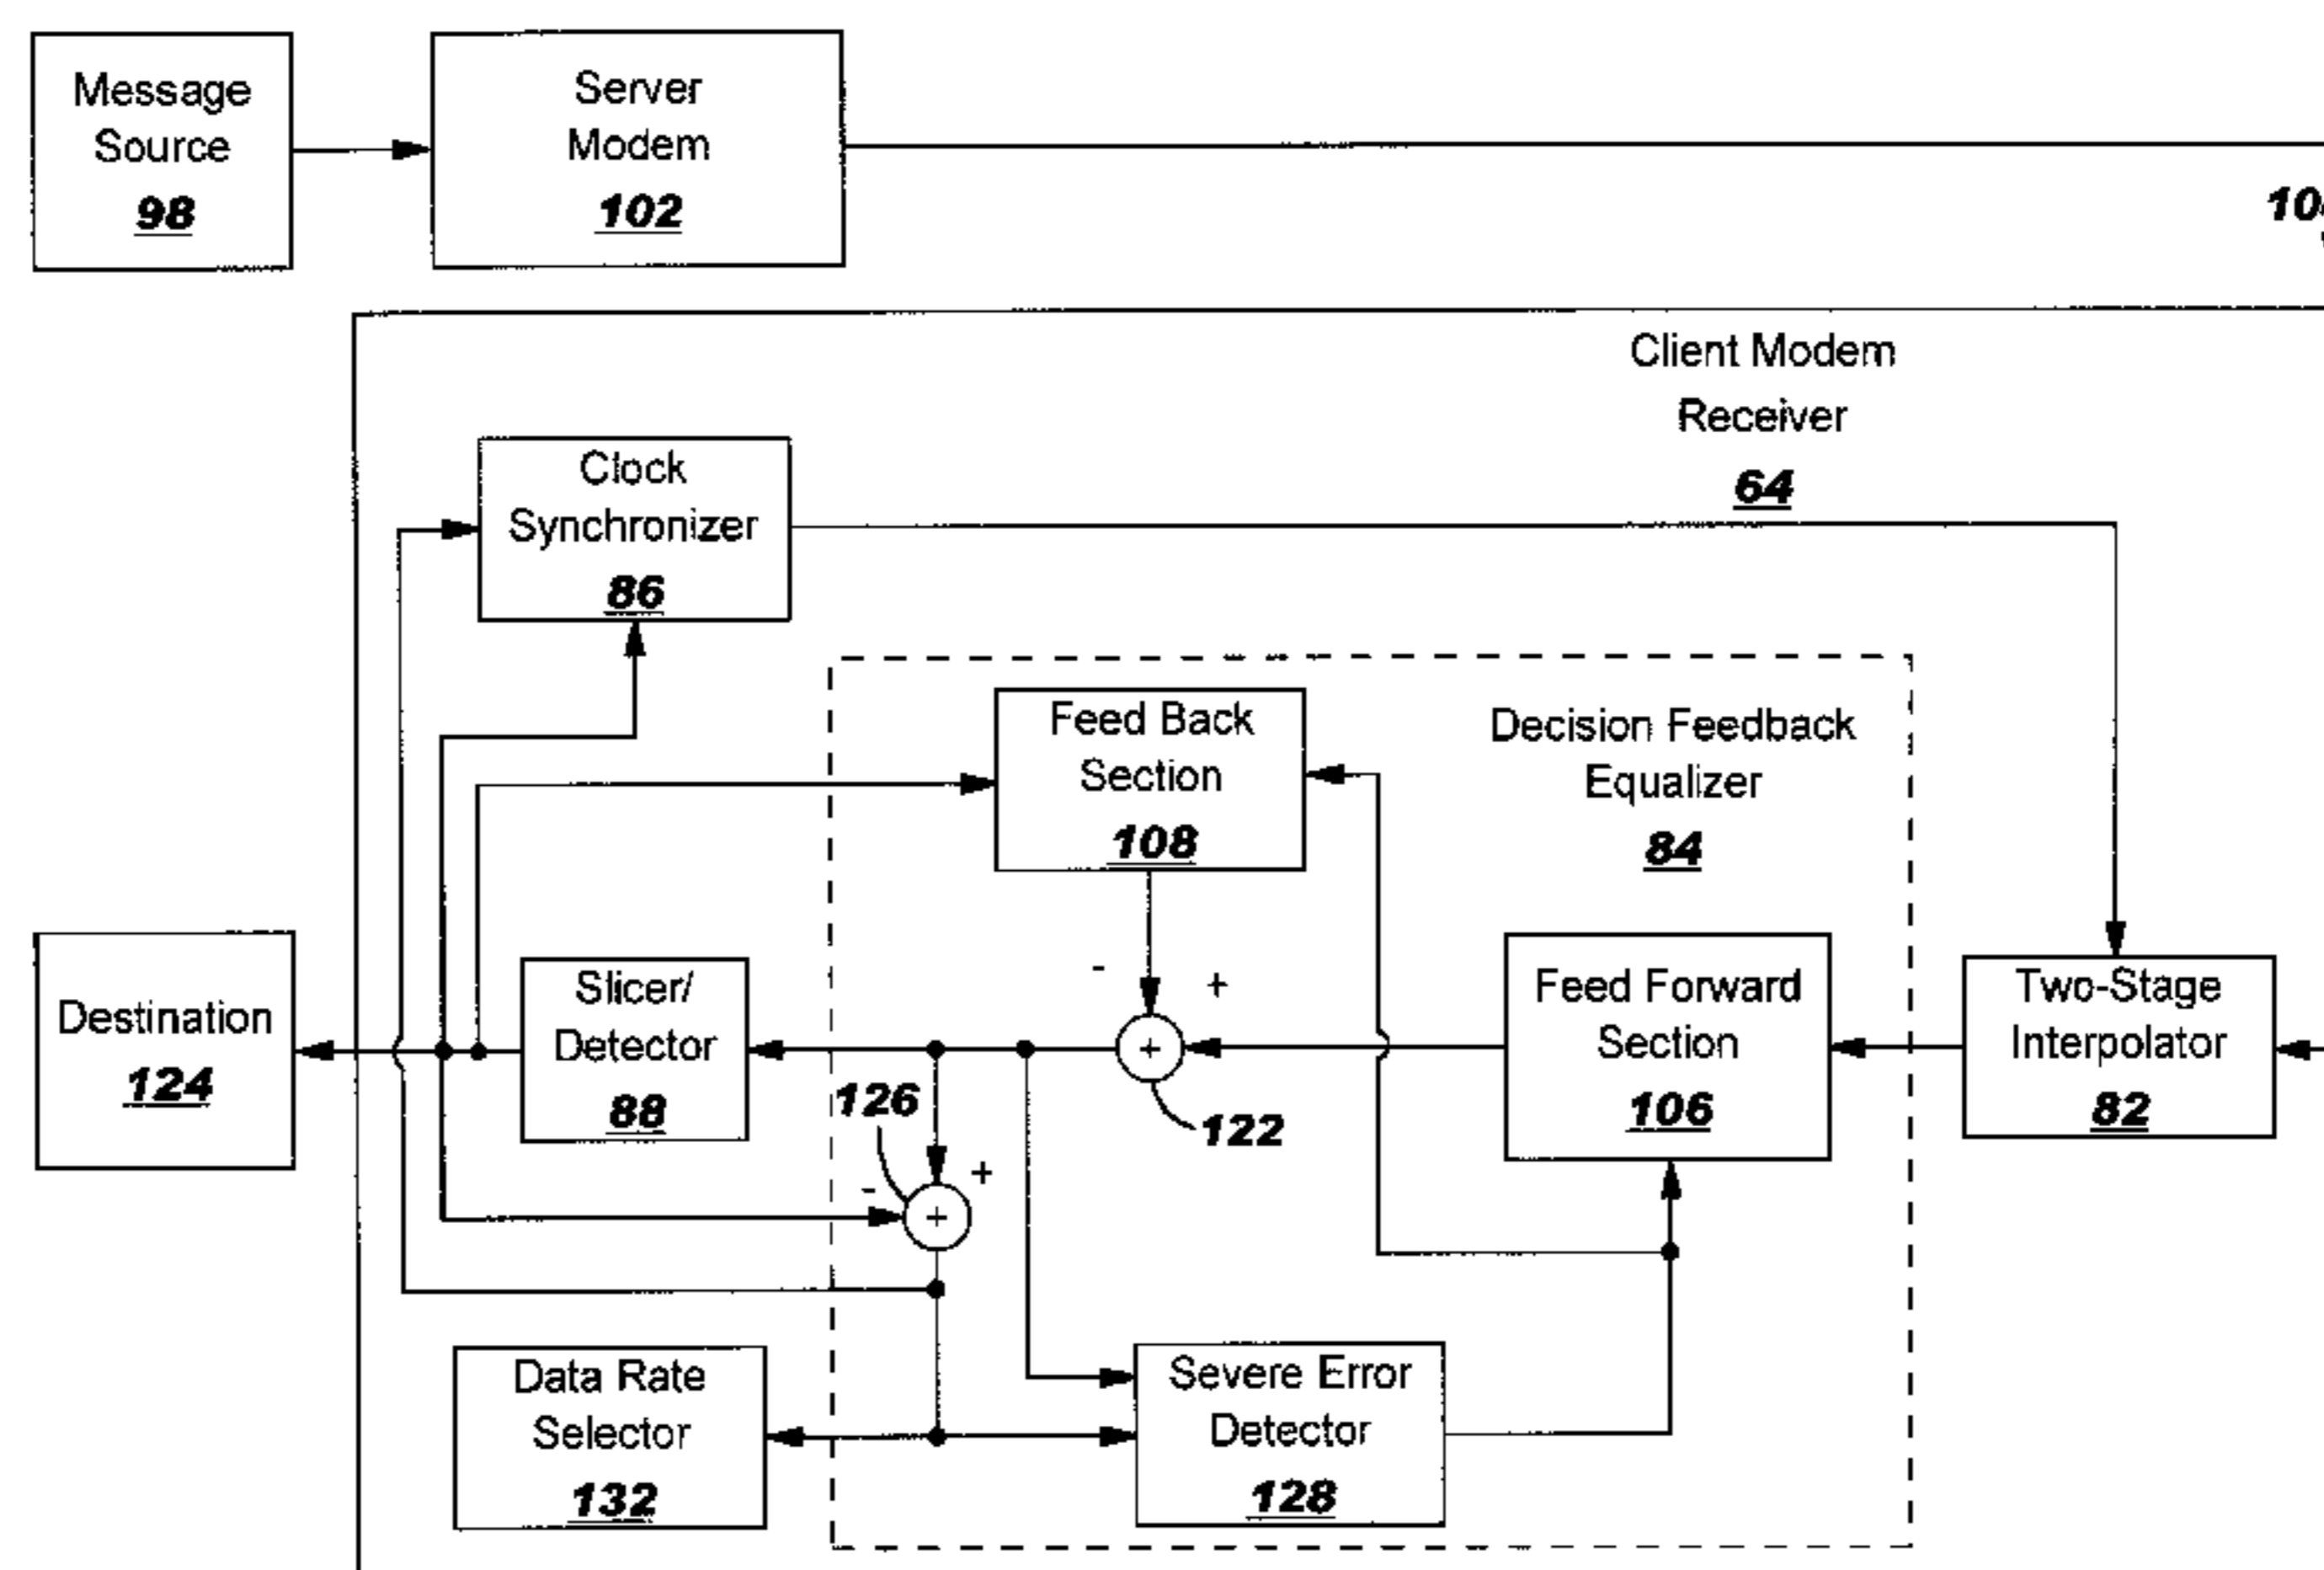 Message
Source
98
Server
Modem
102
Client Modem
Receiver
64
Clock
Synchronizer
86
Feed Back
Section
108
Decision Feedback
Equalizer
84
Destination
124
Slicer/
Detector
88
-
+
+
122
Feed Forward
Section
106
Two-Stage
Interpolator
82
126
-
+
+
Data Rate
Selector
132
Severe Error
Detector
128